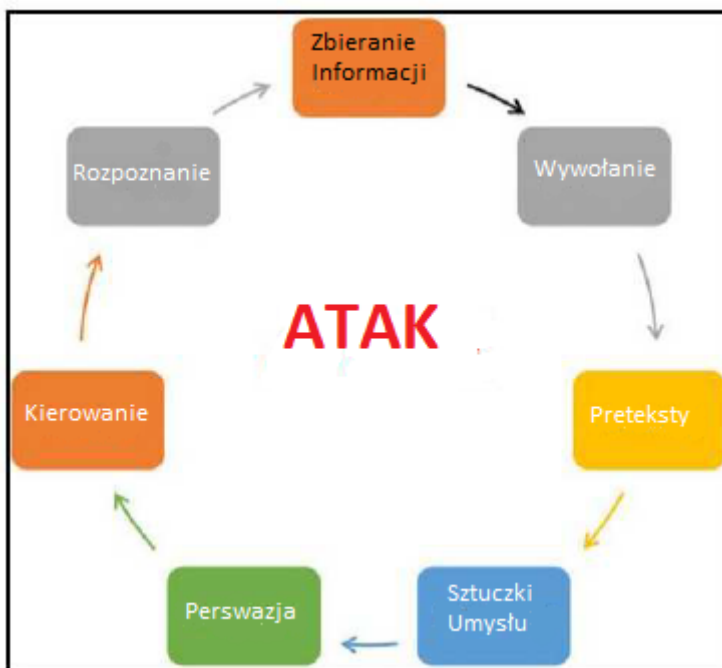 Zbieranie
Informacji
Wywołanie
Preteksty
Sztuczki
Umysłu
Perswazja
Kierowanie
Rozpoznanie
ATAK